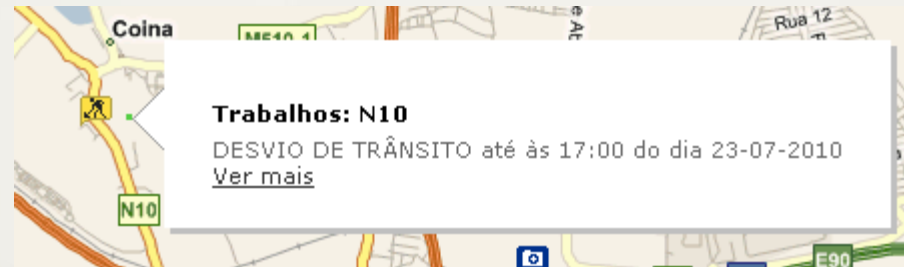 Coina
M510-1
Rua 12
Trabalhos: N10
DESVIO DE TRÂNSITO até às 17:00 do dia 23-07-2010
Ver mais
N10
E90